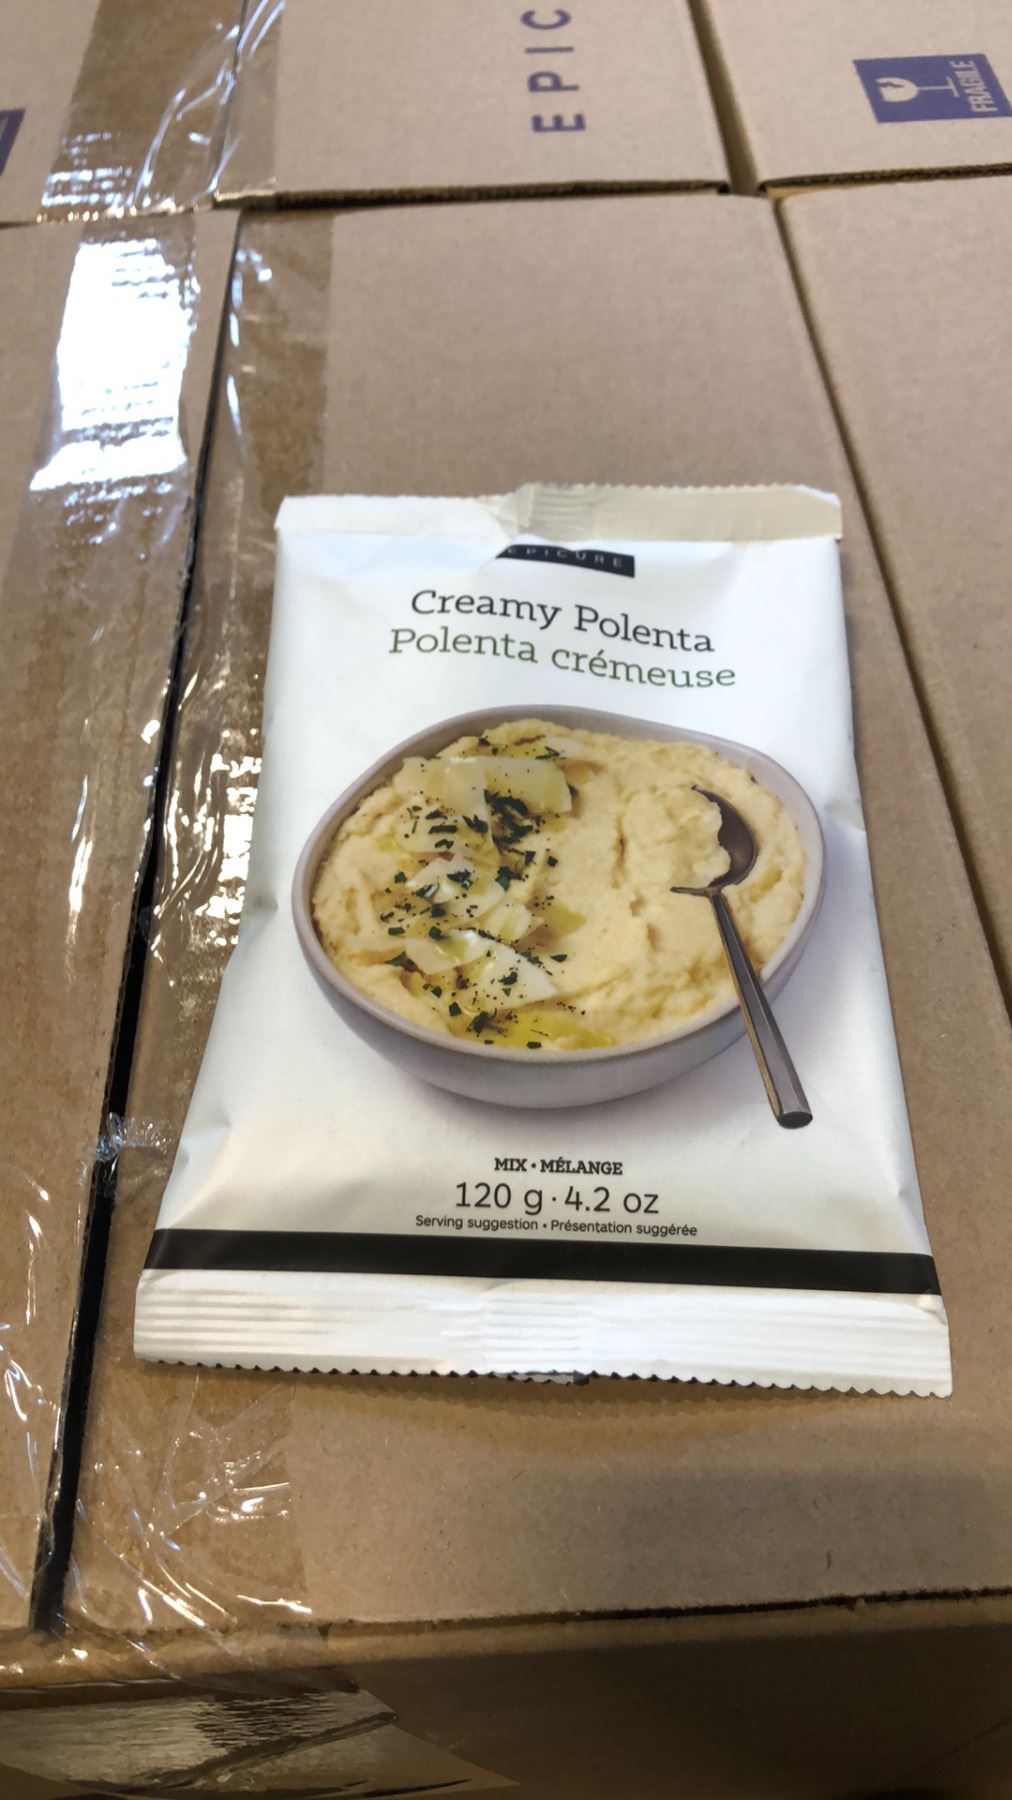 EPIC
FRAGILE
EPICURE
Creamy Polenta
Polenta crémeuse
MIX • MÉLANGE
120 g · 4.2 oz
Serving suggestion • Présentation suggérée